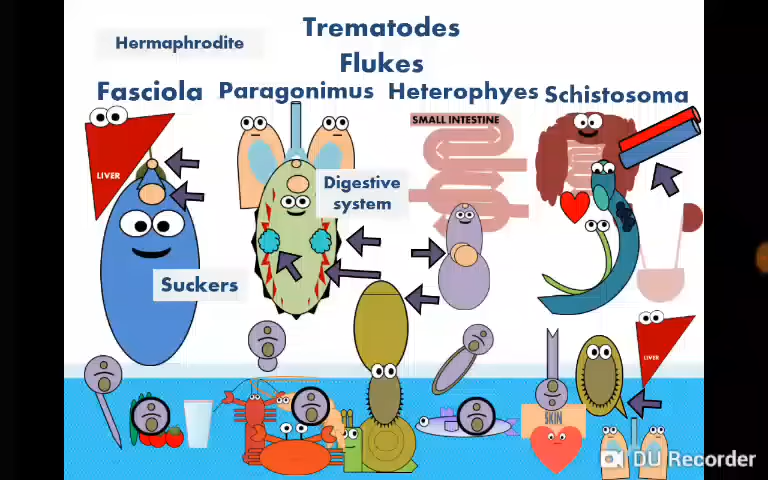 Trematodes
Hermaphrodite
Flukes
Fasciola Paragonimus Heterophyes Schistosoma
SMALL INTESTINE
LIVER
Digestive
system
Suckers
LIVER
SKIN
DU Recorder